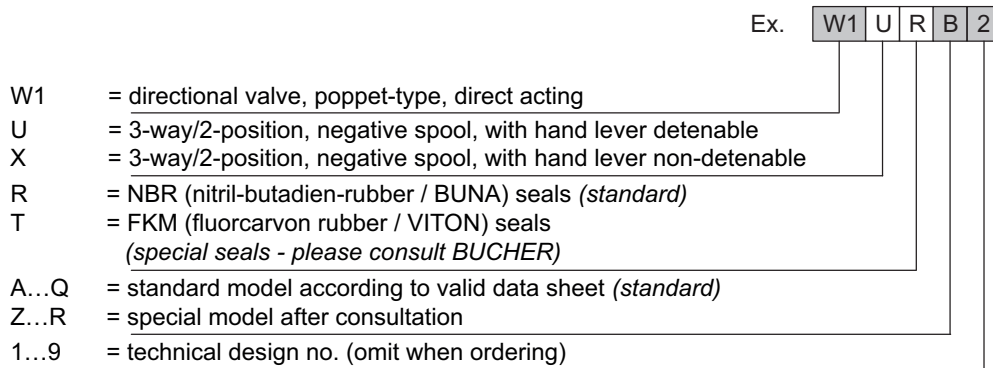 Ex. W1 U R B 2
W1 = directional valve, poppet-type, direct acting
U = 3-way/2-position, negative spool, with hand lever detenable
X = 3-way/2-position, negative spool, with hand lever non-detenable
R = NBR (nitril-butadien-rubber / BUNA) seals (standard)
T = FKM (fluorcarvon rubber / VITON) seals
(special seals - please consult BUCHER)
A…Q = standard model according to valid data sheet (standard)
Z…R = special model after consultation
1…9 = technical design no. (omit when ordering)